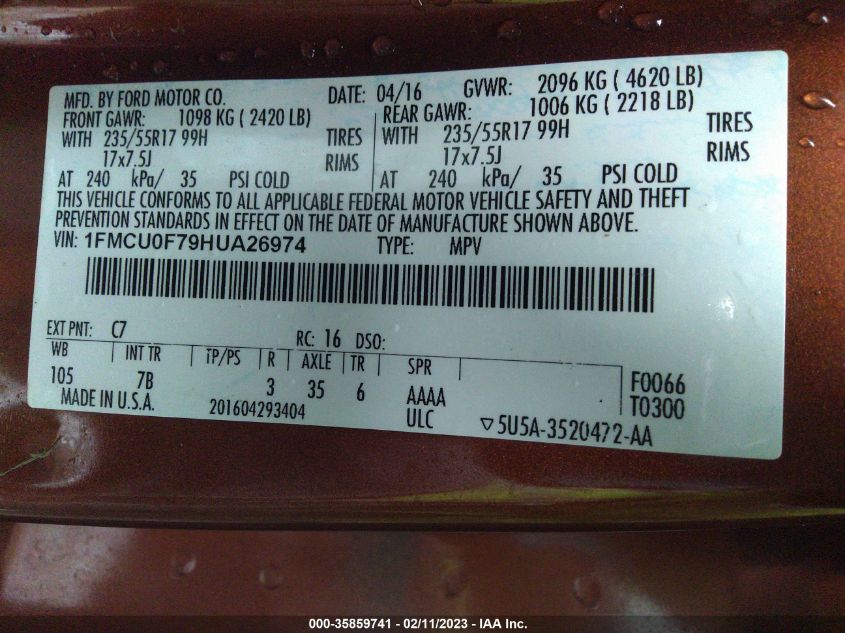 MFD. BY FORD MOTOR CO. DATE: 04/16 GVWR: 2096 KG ( 4620 LB)
FRONT GAWR: 1098 KG ( 2420 LB) REAR GAWR: 1006 KG ( 2218 LB)
WITH 235/55R17 99H TIRES WITH 235/55R17 99H TIRES
17x7.5J RIMS 17x7.5J RIMS
AT 240 kPa/ 35 PSI COLD AT 240 kPa/ 35 PSI COLD
THIS VEHICLE CONFORMS TO ALL APPLICABLE FEDERAL MOTOR VEHICLE SAFETY AND THEFT
PREVENTION STANDARDS IN EFFECT ON THE DATE OF MANUFACTURE SHOWN ABOVE.
VIN: 1FMCU0F79HUA26974 TYPE: MPV
EXT PNT: C7 RC: 16 DSO:
WB INT TR TP/PS R AXLE TR SPR
105 7B 3 35 6 AAAA F0066
MADE IN U.S.A. 201604293404 ULC T0300
▽5U5A-3520472-AA
000-35859741 - 02/11/2023 - IAA Inc.